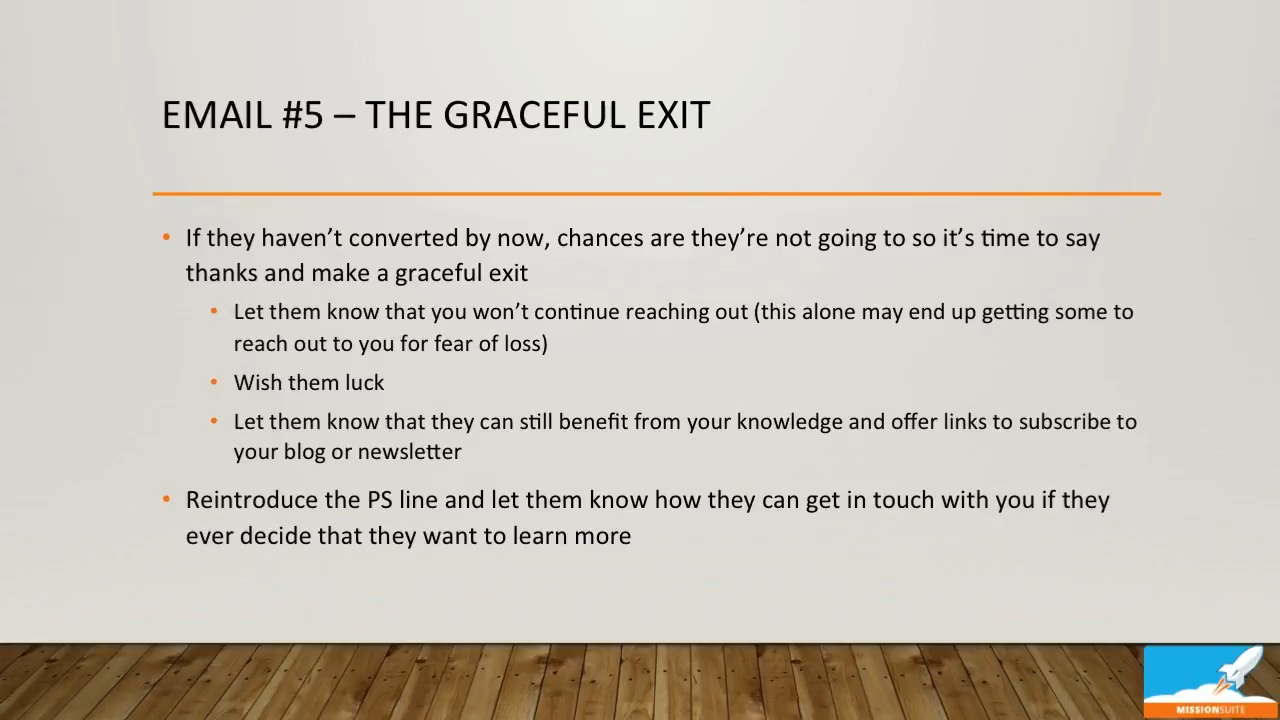 EMAIL #5 – THE GRACEFUL EXIT
• If they haven’t converted by now, chances are they’re not going to so it’s time to say
thanks and make a graceful exit
• Let them know that you won’t continue reaching out (this alone may end up getting some to
reach out to you for fear of loss)
• Wish them luck
• Let them know that they can still benefit from your knowledge and offer links to subscribe to
your blog or newsletter
• Reintroduce the PS line and let them know how they can get in touch with you if they
ever decide that they want to learn more
MISSIONSUITE